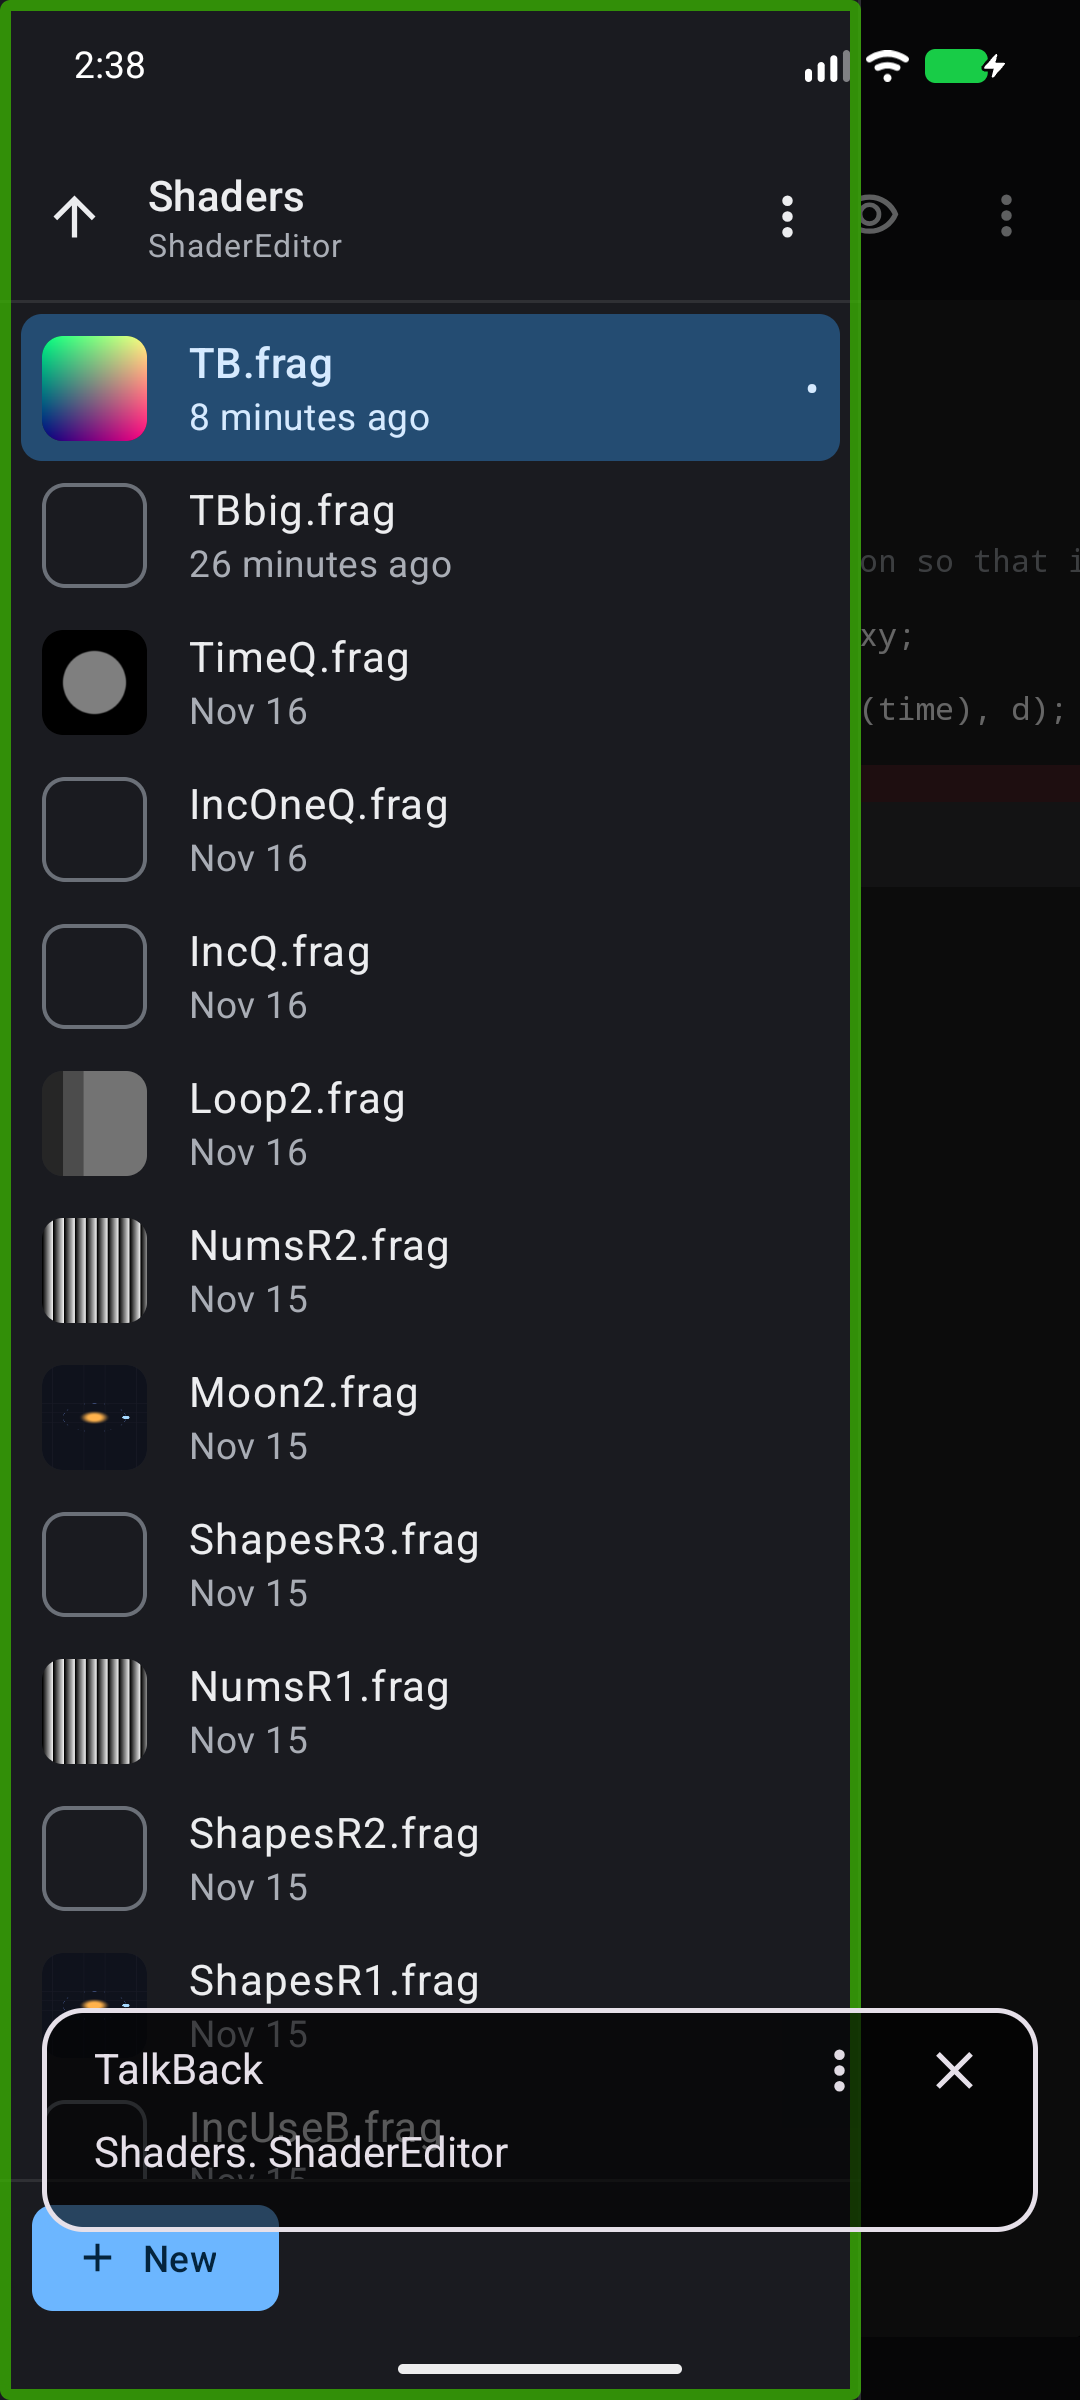 2:38
Shaders
ShaderEditor
TB.frag
8 minutes ago
TBbig.frag
26 minutes ago
on so that i
TimeQ.frag
xy;
Nov 16
(time), d);
IncOneQ.frag
Nov 16
IncQ.frag
Nov 16
Loop2.frag
Nov 16
NumsR2.frag
Nov 15
Moon2.frag
Nov 15
ShapesR3.frag
Nov 15
NumsR1.frag
Nov 15
ShapesR2.frag
Nov 15
ShapesR1.frag
Nov 15
TalkBack
IncUseB.frag
Shaders. ShaderEditor
Nov 15
+ New